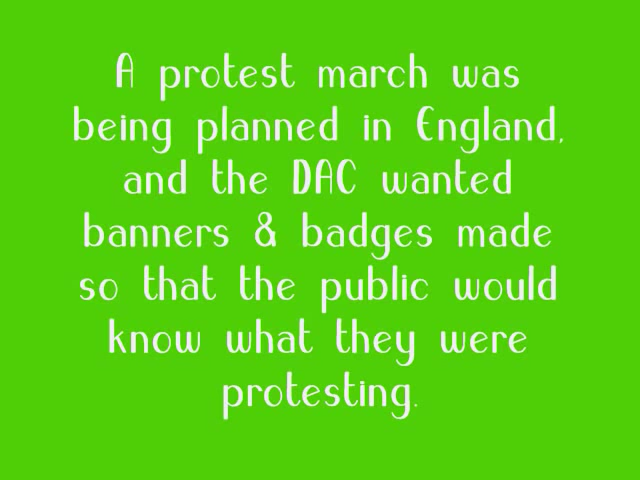 A protest march was
being planned in England,
and the DAC wanted
banners & badges made
so that the public would
know what they were
protesting.